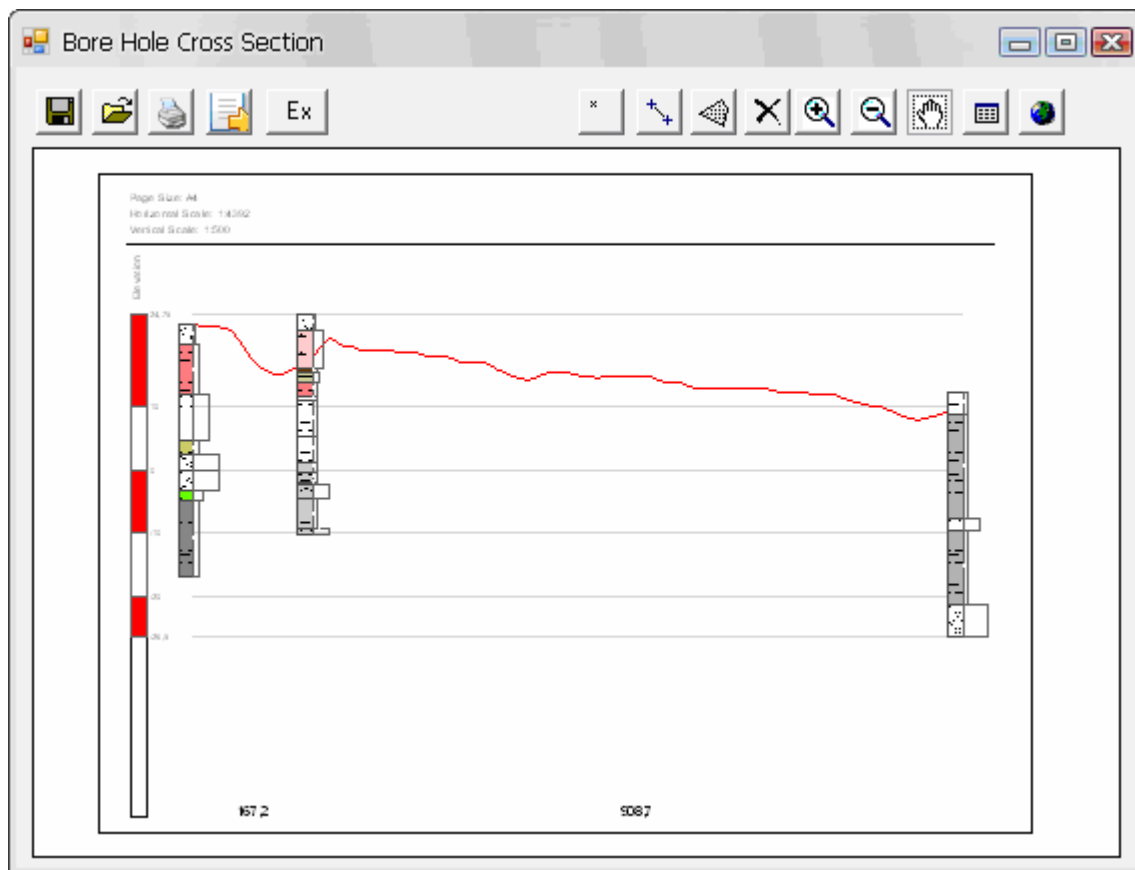 Bore Hole Cross Section
Ex
Page Size: A4
Horizontal Scale: 1:4392
Vertical Scale: 1:500
Elevation
167,2
908,7